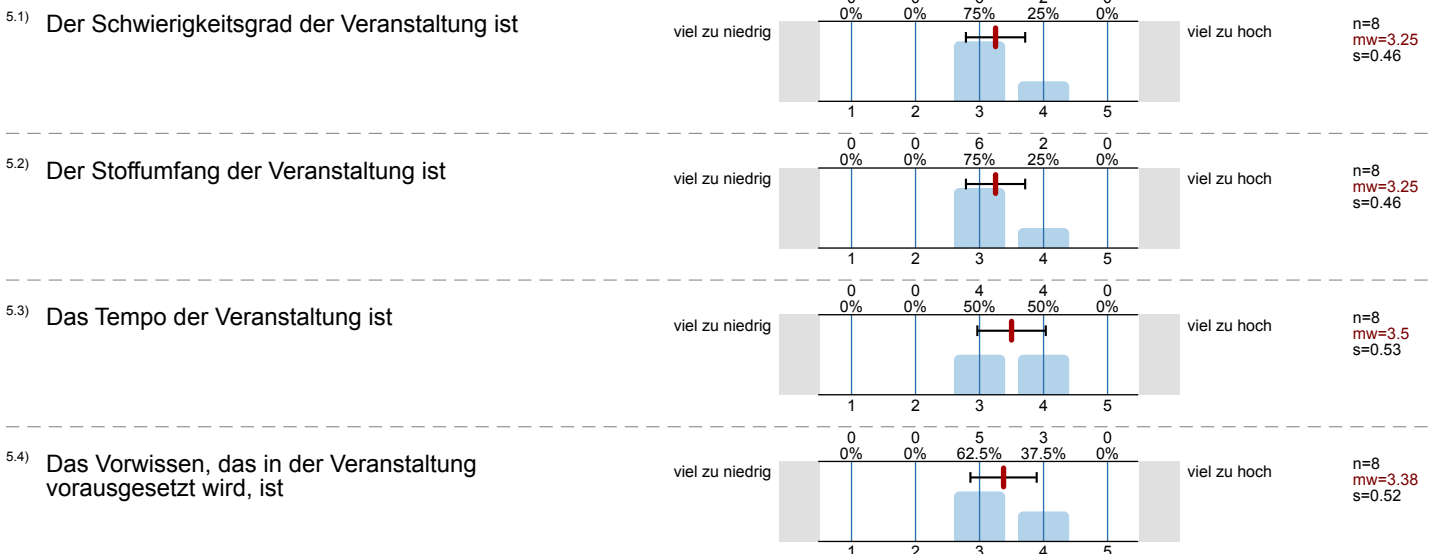 0 0 6 2 0
5.1) Der Schwierigkeitsgrad der Veranstaltung ist viel zu niedrig 0% 0% 75% 25% 0% viel zu hoch n=8
mw=3.25
s=0.46
1 2 3 4 5
0 0 6 2 0
5.2) Der Stoffumfang der Veranstaltung ist viel zu niedrig 0% 0% 75% 25% 0% viel zu hoch n=8
mw=3.25
s=0.46
1 2 3 4 5
0 0 4 4 0
5.3) Das Tempo der Veranstaltung ist viel zu niedrig 0% 0% 50% 50% 0% viel zu hoch n=8
mw=3.5
s=0.53
1 2 3 4 5
0 0 5 3 0
5.4) Das Vorwissen, das in der Veranstaltung viel zu niedrig 0% 0% 62.5% 37.5% 0% viel zu hoch n=8
vorausgesetzt wird, ist mw=3.38
s=0.52
1 2 3 4 5